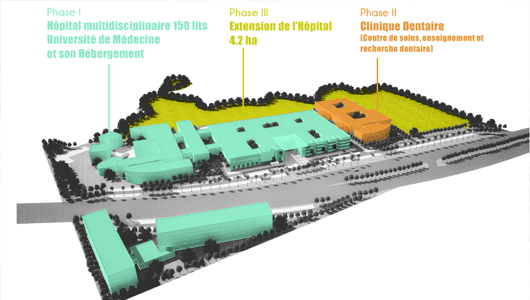 Phase I
Hôpital multidisciplinaire 150 lits
Université de Médecine
et son Hébergement
Phase III
Extension de l'Hôpital
4.2 ha
Phase II
Clinique Dentaire
(Centre de soins, enseignement et
recherche dentaire)